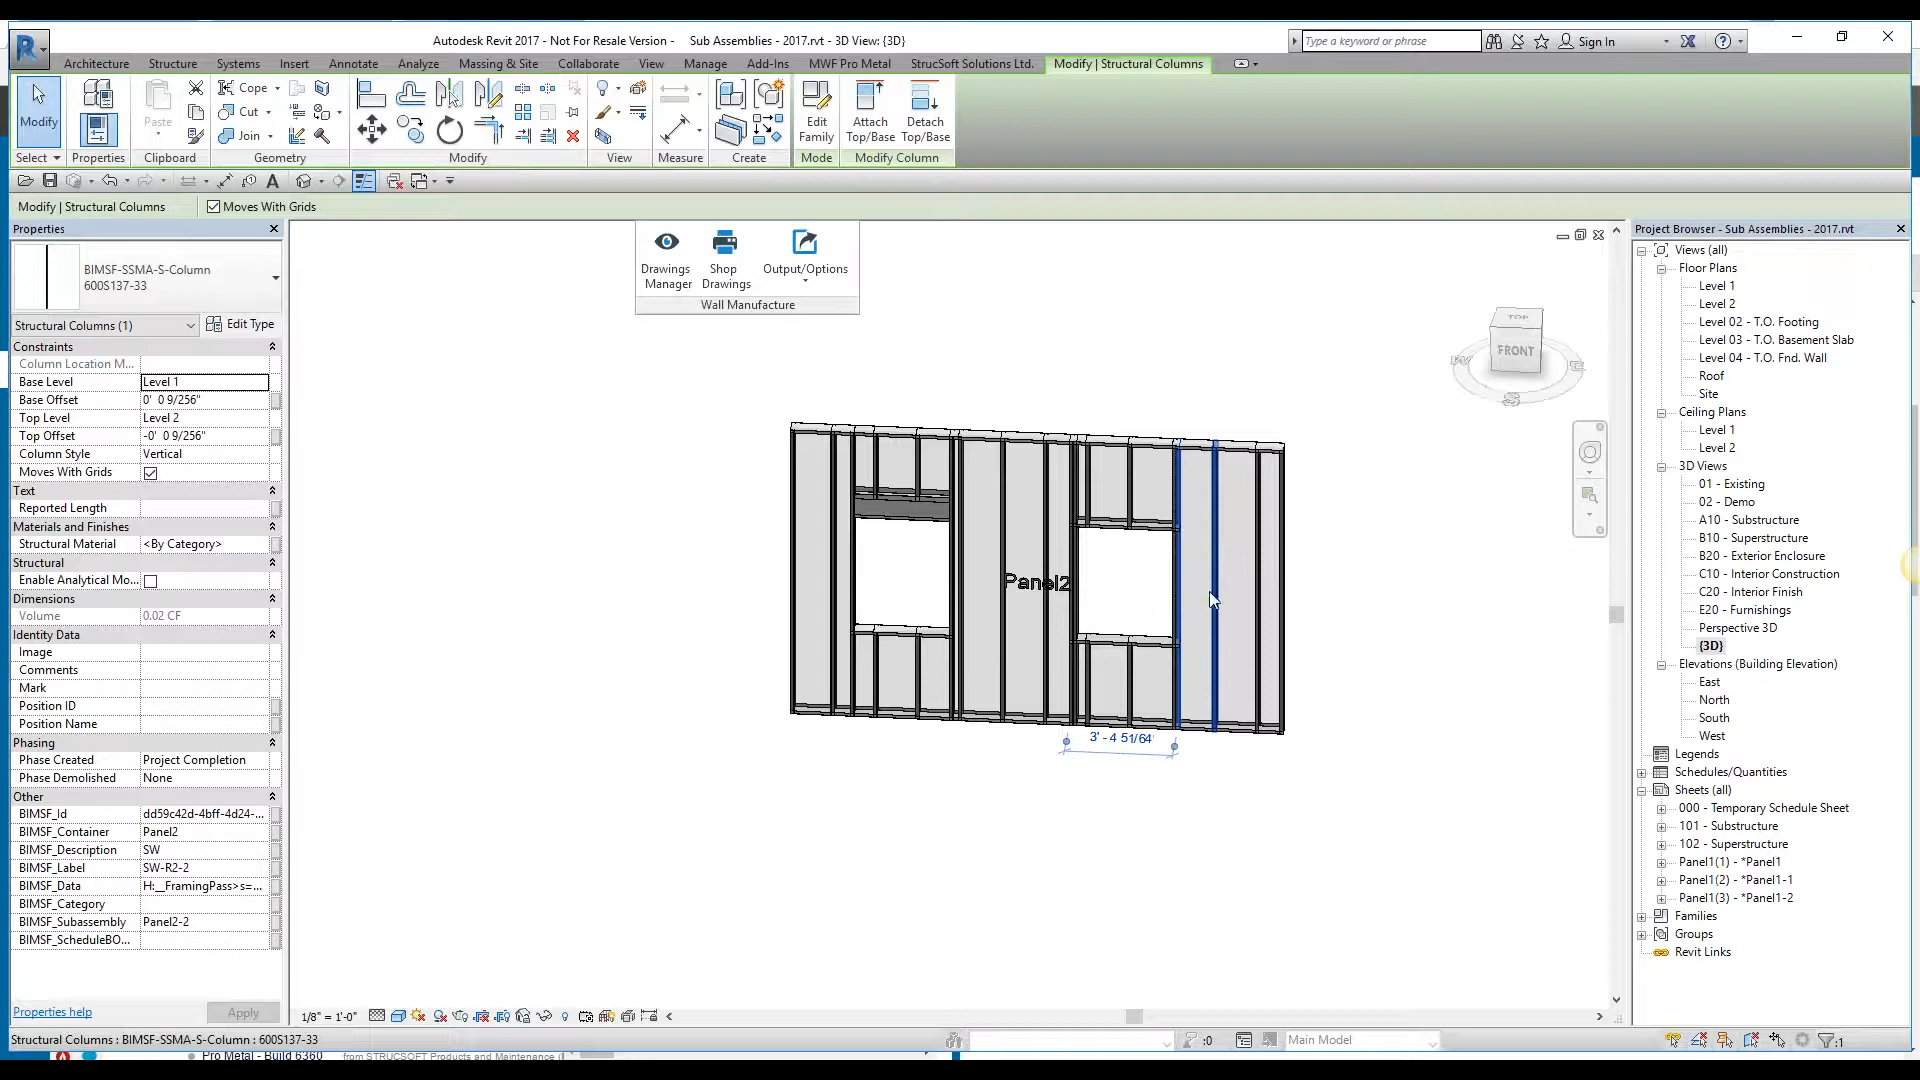 Autodesk Revit 2017 - Not For Resale Version - Sub Assemblies - 2017.rvt - 3D View: {3D}
Type a keyword or phrase
Sign In
Architecture Structure Systems Insert Annotate Analyze Massing & Site Collaborate View Manage Add-Ins MWF Pro Metal StrucSoft Solutions Ltd. Modify | Structural Columns
Modify
Paste
Cope
Cut
Join
Edit Family
Attach Top/Base
Detach Top/Base
Select Properties Clipboard Geometry Modify View Measure Create Mode Modify Column
Modify | Structural Columns Moves With Grids
Properties
BIMSF-SSMA-S-Column
600S137-33
Structural Columns (1) Edit Type
Constraints
Column Location M...
Base Level Level 1
Base Offset 0' 0 9/256"
Top Level Level 2
Top Offset -0' 0 9/256"
Column Style Vertical
Moves With Grids
Text
Reported Length
Materials and Finishes
Structural Material <By Category>
Structural
Enable Analytical Mo...
Dimensions
Volume 0.02 CF
Identity Data
Image
Comments
Mark
Position ID
Position Name
Phasing
Phase Created Project Completion
Phase Demolished None
Other
BIMSF_Id dd59c42d-4bff-4d24-...
BIMSF_Container Panel2
BIMSF_Description SW
BIMSF_Label SW-R2-2
BIMSF_Data H:__FramingPass>s=...
BIMSF_Category
BIMSF_Subassembly Panel2-2
BIMSF_ScheduleBO...
Properties help Apply
Drawings Manager
Shop Drawings
Output/Options
Wall Manufacture
TOP
FRONT
W
S
Panel2
3' - 4 51/64"
1/8" = 1'-0"
Project Browser - Sub Assemblies - 2017.rvt
Views (all)
Floor Plans
Level 1
Level 2
Level 02 - T.O. Footing
Level 03 - T.O. Basement Slab
Level 04 - T.O. Fnd. Wall
Roof
Site
Ceiling Plans
Level 1
Level 2
3D Views
01 - Existing
02 - Demo
A10 - Substructure
B10 - Superstructure
B20 - Exterior Enclosure
C10 - Interior Construction
C20 - Interior Finish
E20 - Furnishings
Perspective 3D
{3D}
Elevations (Building Elevation)
East
North
South
West
Legends
Schedules/Quantities
Sheets (all)
000 - Temporary Schedule Sheet
101 - Substructure
102 - Superstructure
Panel1(1) - *Panel1
Panel1(2) - *Panel1-1
Panel1(3) - *Panel1-2
Families
Groups
Revit Links
Structural Columns : BIMSF-SSMA-S-Column : 600S137-33
:0
Main Model
:1
Pro Metal - Build 6360 from STRUCSOFT Products and Maintenance